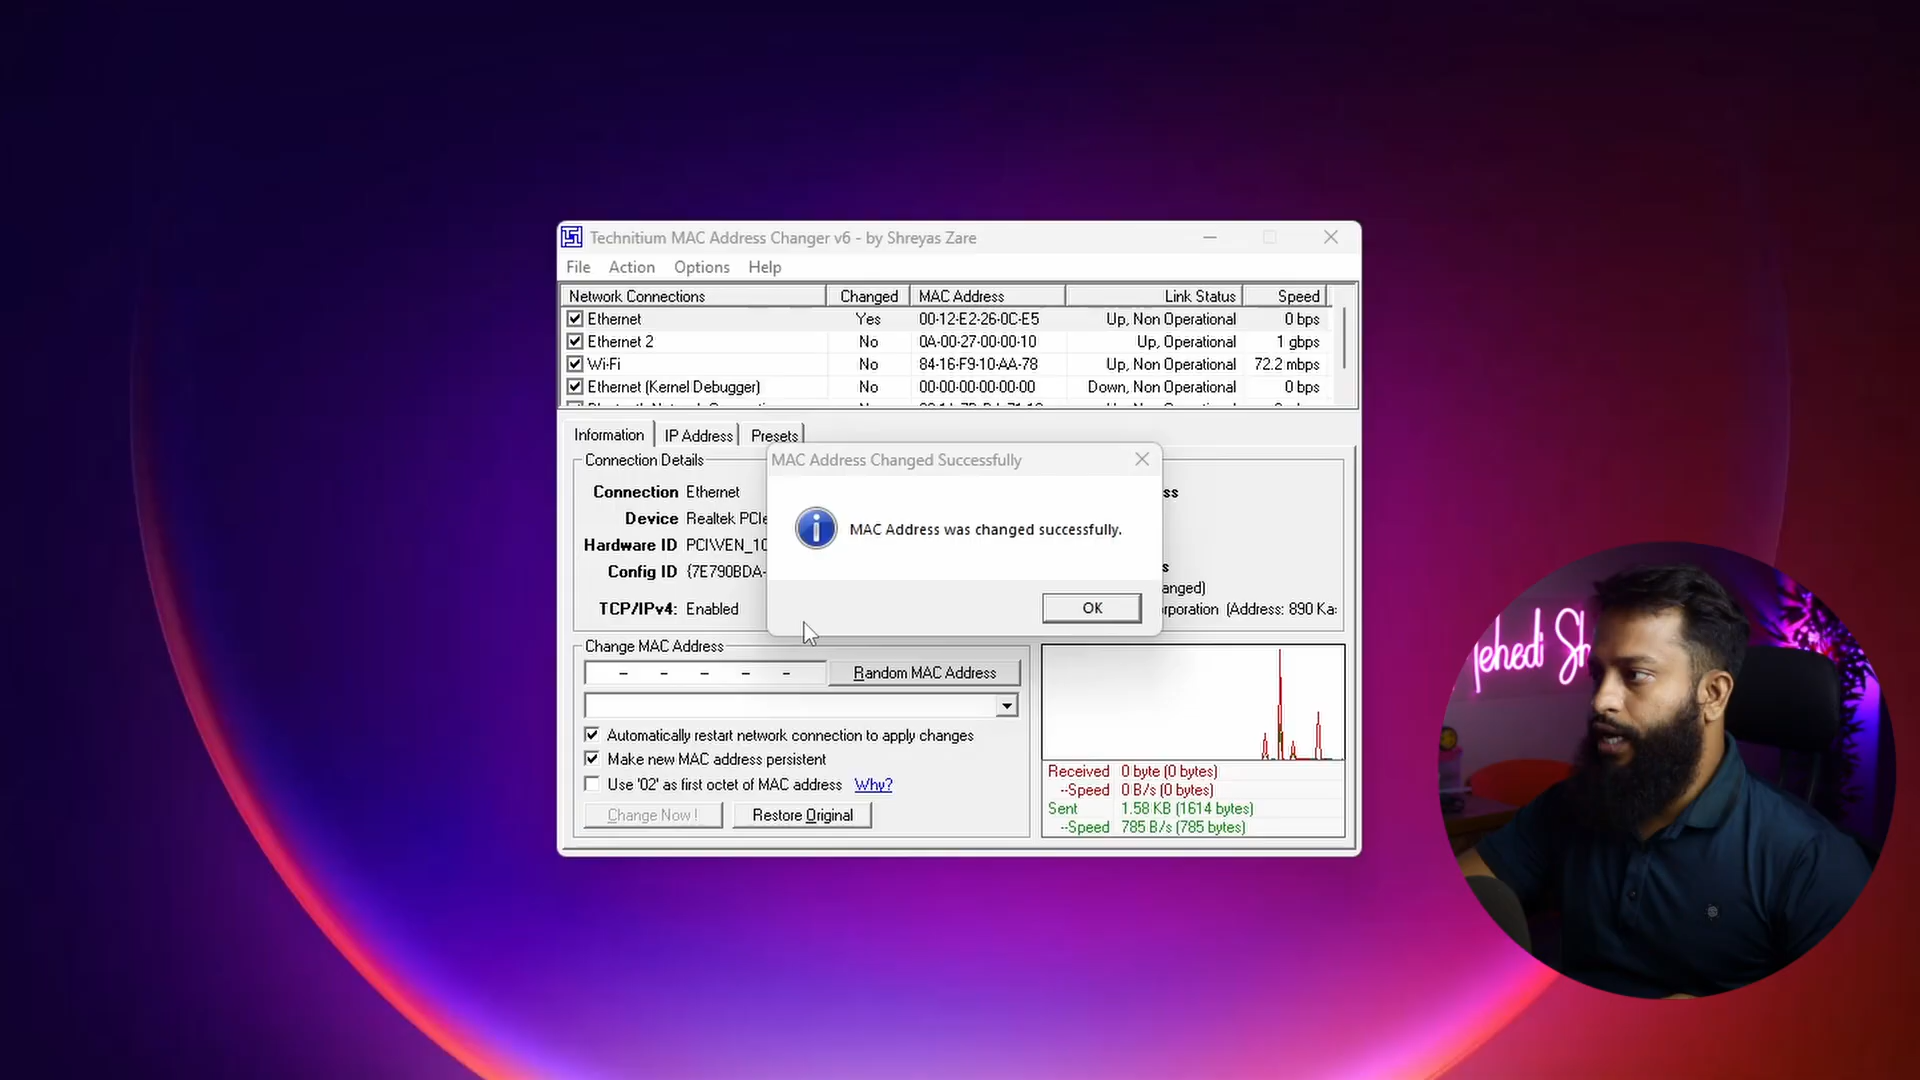 Technitium MAC Address Changer v6 - by Shreyas Zare
File Action Options Help
Network Connections Changed MAC Address Link Status Speed
Ethernet Yes 00-12-E2-26-0C-E5 Up, Non Operational 0 bps
Ethernet 2 No 0A-00-27-00-00-10 Up, Operational 1 gbps
Wi-Fi No 84-16-F9-10-AA-78 Up, Non Operational 72.2 mbps
Ethernet (Kernel Debugger) No 00-00-00-00-00-00 Down, Non Operational 0 bps
Information IP Address Presets
Connection Details
MAC Address Changed Successfully
Connection Ethernet
ss
Device Realtek PCIe
MAC Address was changed successfully.
Hardware ID PCI\VEN_10
Config ID {7E790BDA-
s
anged)
TCP/IPv4: Enabled
OK
rporation (Address: 890 Ka:
Change MAC Address
- - - - -
Random MAC Address
Automatically restart network connection to apply changes
Make new MAC address persistent
Use '02' as first octet of MAC address Why?
Change Now !
Restore Original
Received 0 byte (0 bytes)
--Speed 0 B/s (0 bytes)
Sent 1.58 KB (1614 bytes)
--Speed 785 B/s (785 bytes)
ehedi Sh